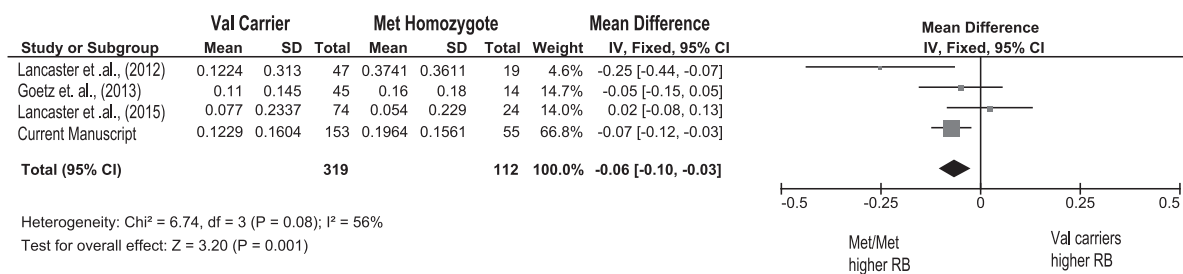 Val Carrier Met Homozygote Mean Difference Mean Difference
Study or Subgroup Mean SD Total Mean SD Total Weight IV, Fixed, 95% CI IV, Fixed, 95% CI
Lancaster et .al., (2012) 0.1224 0.313 47 0.3741 0.3611 19 4.6% -0.25 [-0.44, -0.07]
Goetz et. al. (2013) 0.11 0.145 45 0.16 0.18 14 14.7% -0.05 [-0.15, 0.05]
Lancaster et .al., (2015) 0.077 0.2337 74 0.054 0.229 24 14.0% 0.02 [-0.08, 0.13]
Current Manuscript 0.1229 0.1604 153 0.1964 0.1561 55 66.8% -0.07 [-0.12, -0.03]
Total (95% CI) 319 112 100.0% -0.06 [-0.10, -0.03]
-0.5 -0.25 0 0.25 0.5
Heterogeneity: Chi² = 6.74, df = 3 (P = 0.08); I² = 56%
Test for overall effect: Z = 3.20 (P = 0.001)
Met/Met Val carriers
higher RB higher RB